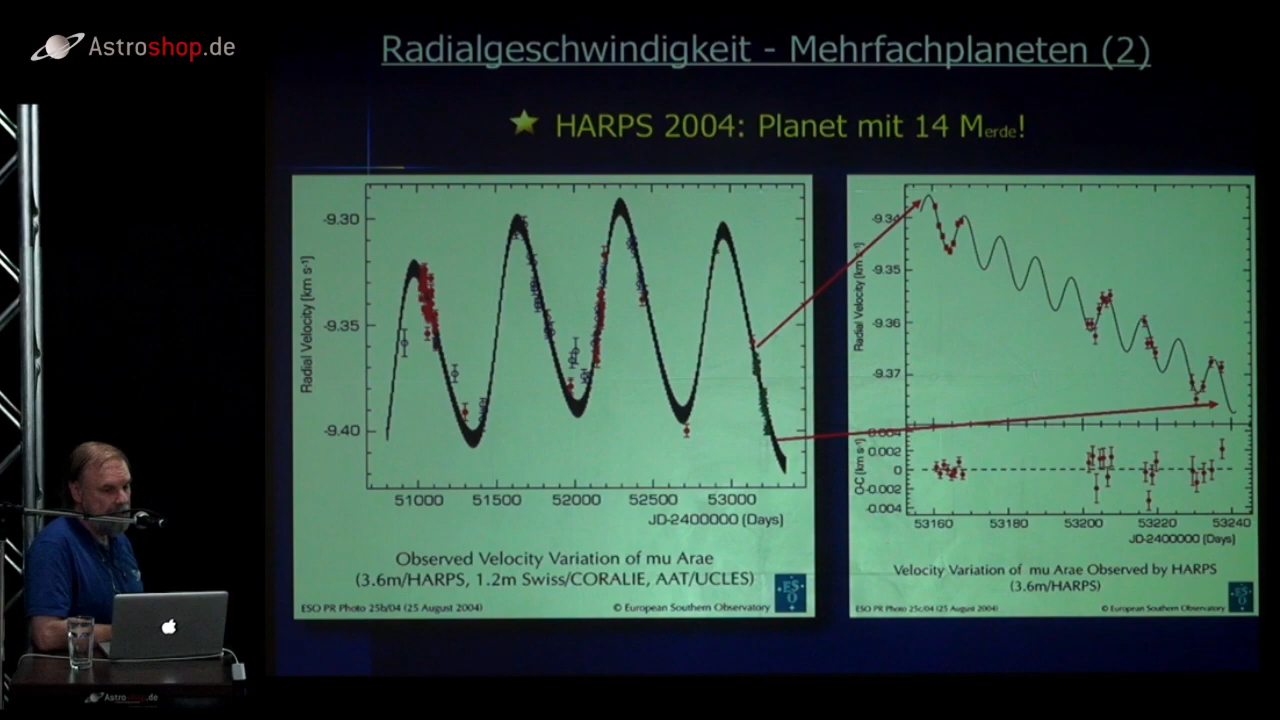 Astroshop.de
Radialgeschwindigkeit - Mehrfachplaneten (2)
HARPS 2004: Planet mit 14 Merde!
-9.30
-9.35
-9.40
Radial Velocity [km s-1]
51000 51500 52000 52500 53000
JD-2400000 (Days)
Observed Velocity Variation of mu Arae
(3.6m/HARPS, 1.2m Swiss/CORALIE, AAT/UCLES)
ESO PR Photo 25b/04 (25 August 2004)
© European Southern Observatory
ESO
-9.34
-9.35
-9.36
-9.37
Radial Velocity [km s-1]
0.004
0.002
0
-0.002
-0.004
O-C [km s-1]
53160 53180 53200 53220 53240
JD-2400000 (Days)
Velocity Variation of mu Arae Observed by HARPS
(3.6m/HARPS)
ESO PR Photo 25c/04 (25 August 2004)
© European Southern Observatory
ESO
Astroshop.de